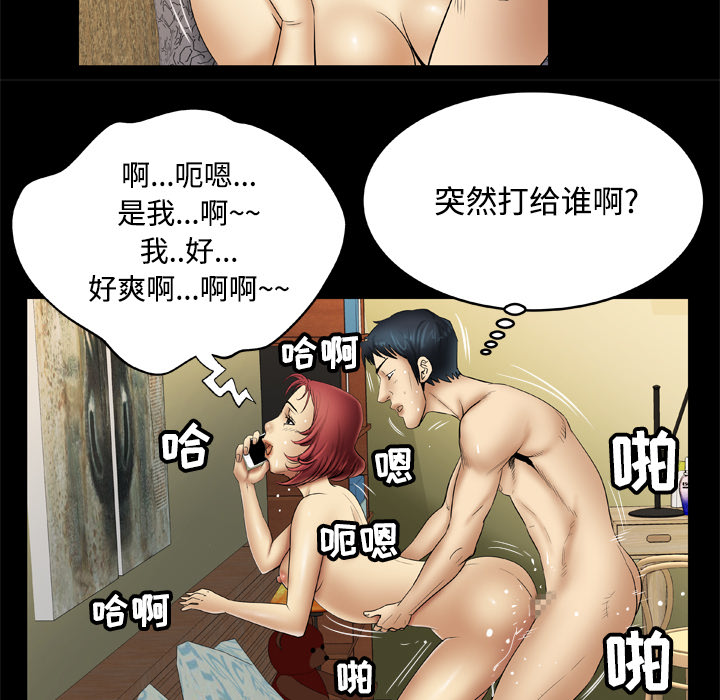 啊...呃嗯...
是我...啊~~
我..好...
好爽啊...啊啊~~
突然打给谁啊?
哈啊
哈
嗯
啪
呃嗯
哈啊
啪
啪